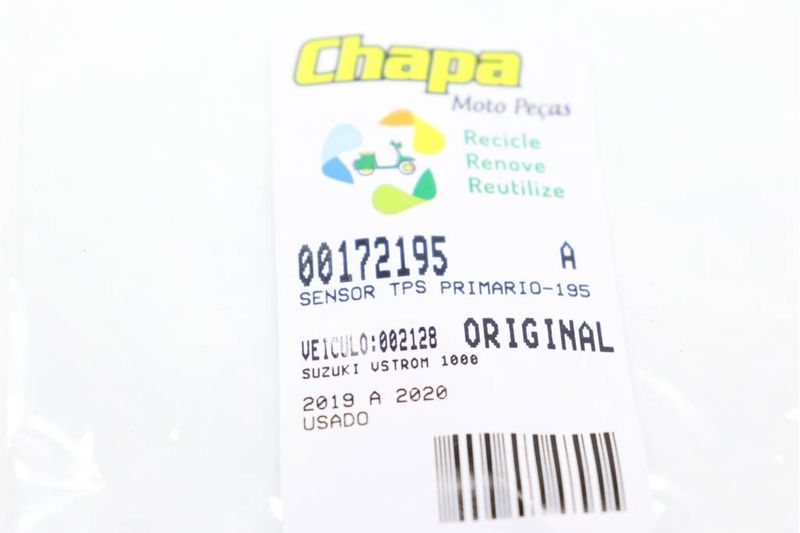 Chapa
Moto Peças
Recicle
Renove
Reutilize
00172195 A
SENSOR TPS PRIMARIO-195
VEICULO:002128 ORIGINAL
SUZUKI VSTROM 1000
2019 A 2020
USADO